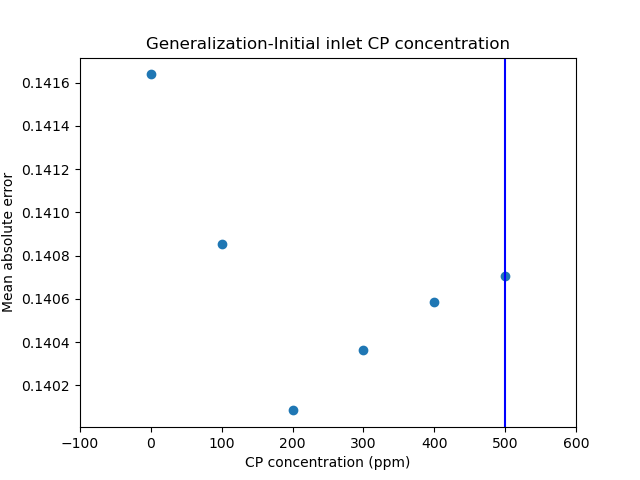 Generalization-Initial inlet CP concentration
0.1416
0.1414
0.1412
0.1410
0.1408
0.1406
0.1404
0.1402
Mean absolute error
−100 0 100 200 300 400 500 600
CP concentration (ppm)